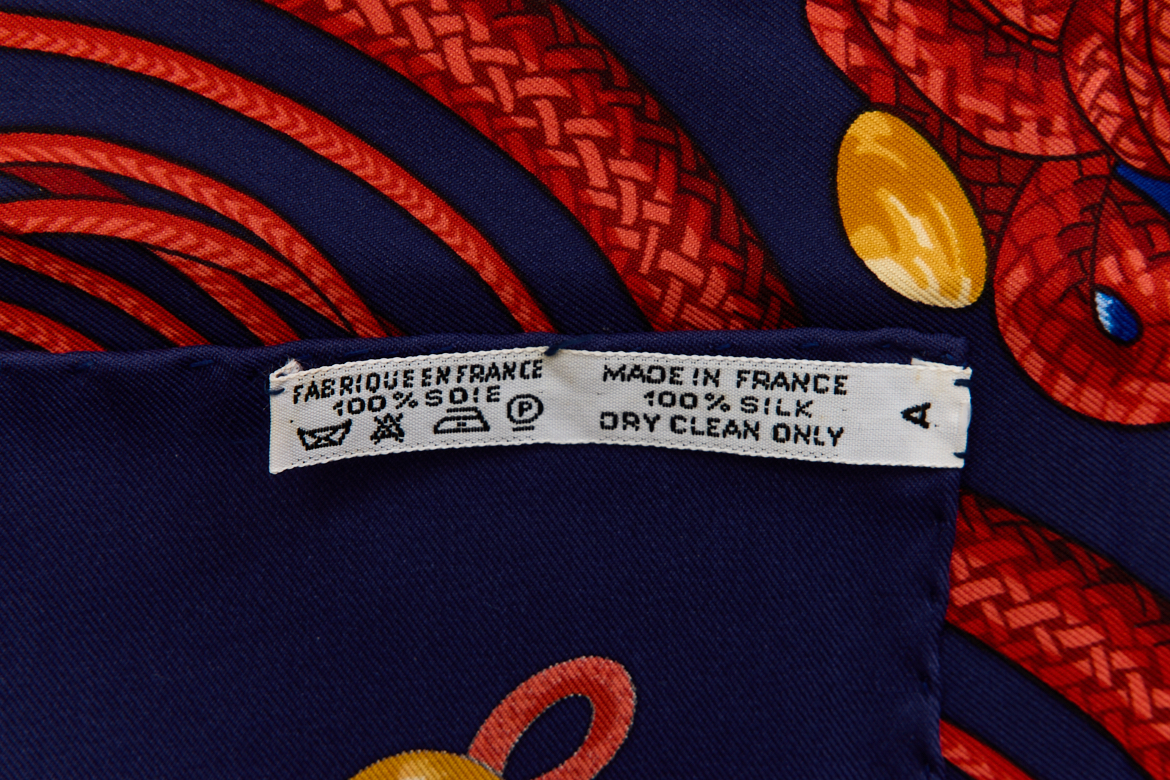 FABRIQUE EN FRANCE
100% SOIE
P
MADE IN FRANCE
100% SILK
DRY CLEAN ONLY
A